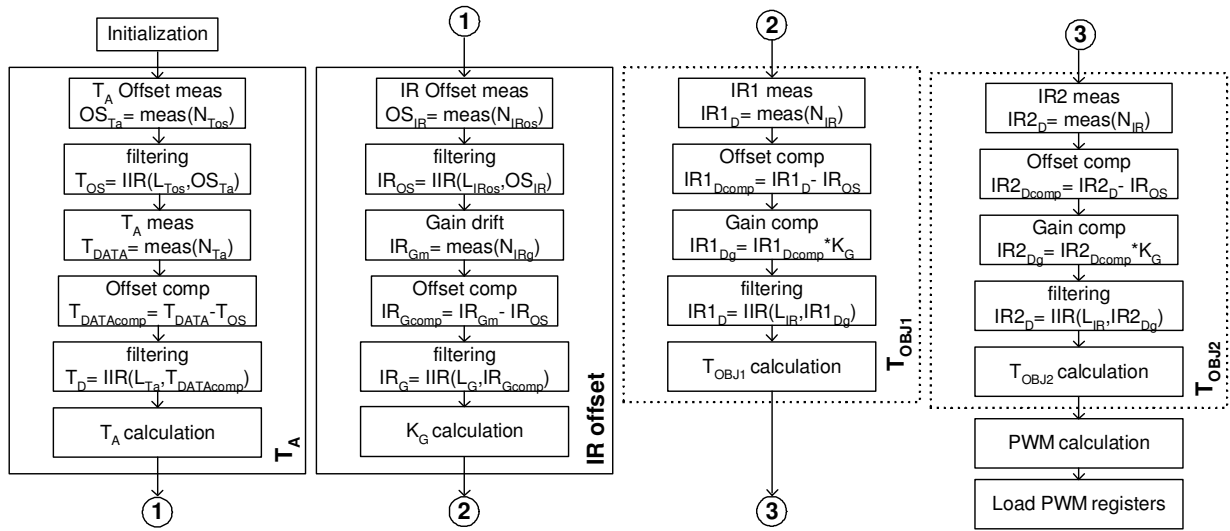 Initialization
T_A Offset meas
OS_Ta= meas(N_Tos)
filtering
T_OS= IIR(L_Tos,OS_Ta)
T_A meas
T_DATA= meas(N_Ta)
Offset comp
T_DATAcomp= T_DATA-T_OS
filtering
T_D= IIR(L_Ta,T_DATAcomp)
T_A calculation
T_A
1
1
IR Offset meas
OS_IR= meas(N_IRos)
filtering
IR_OS= IIR(L_IRos,OS_IR)
Gain drift
IR_Gm= meas(N_IRg)
Offset comp
IR_Gcomp= IR_Gm- IR_OS
filtering
IR_G= IIR(L_G,IR_Gcomp)
K_G calculation
IR offset
2
2
IR1 meas
IR1_D= meas(N_IR)
Offset comp
IR1_Dcomp= IR1_D- IR_OS
Gain comp
IR1_Dg= IR1_Dcomp*K_G
filtering
IR1_D= IIR(L_IR,IR1_Dg)
T_OBJ1 calculation
T_OBJ1
3
3
IR2 meas
IR2_D= meas(N_IR)
Offset comp
IR2_Dcomp= IR2_D- IR_OS
Gain comp
IR2_Dg= IR2_Dcomp*K_G
filtering
IR2_D= IIR(L_IR,IR2_Dg)
T_OBJ2 calculation
T_OBJ2
PWM calculation
Load PWM registers